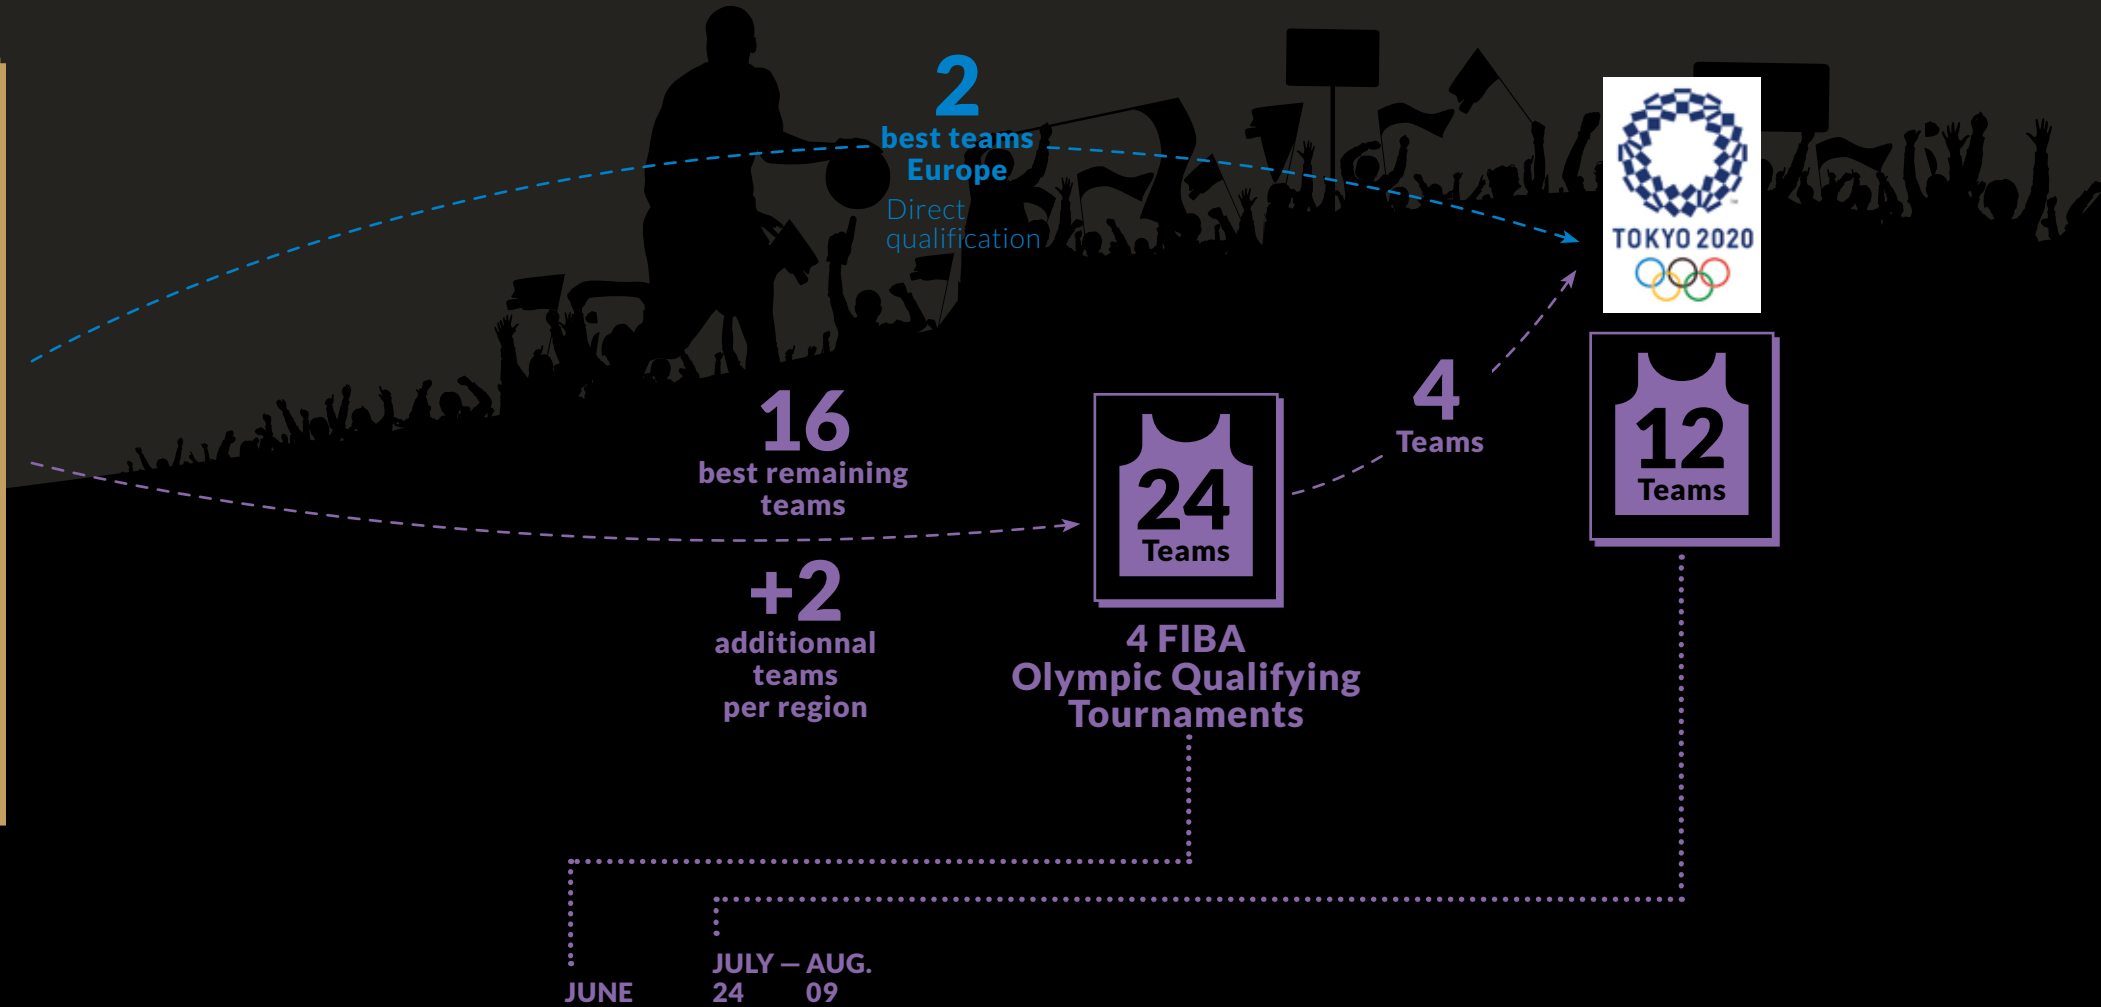 2
best teams
Europe
Direct
qualification
TOKYO 2020
16
best remaining
teams
+2
additionnal
teams
per region
24
Teams
4 FIBA
Olympic Qualifying
Tournaments
4
Teams
12
Teams
JUNE
JULY — AUG.
24 09